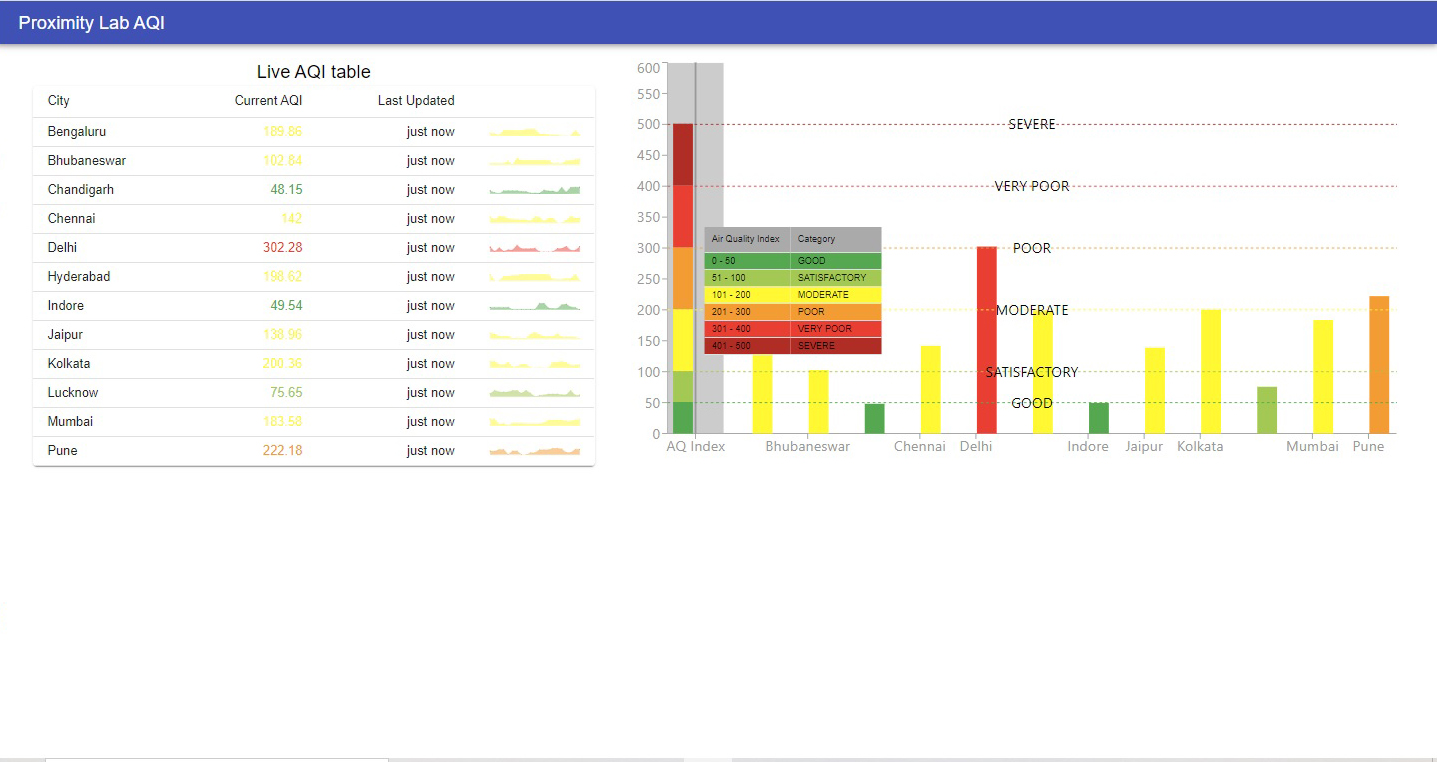 Proximity Lab AQI
Live AQI table
City Current AQI Last Updated
Bengaluru 189.86 just now
Bhubaneswar 102.84 just now
Chandigarh 48.15 just now
Chennai 142 just now
Delhi 302.28 just now
Hyderabad 198.62 just now
Indore 49.54 just now
Jaipur 138.96 just now
Kolkata 200.36 just now
Lucknow 75.65 just now
Mumbai 183.58 just now
Pune 222.18 just now
600
550
500 SEVERE
450
400 VERY POOR
350
300 POOR
250
200 MODERATE
150
100 SATISFACTORY
50 GOOD
0
Air Quality Index Category
0 - 50 GOOD
51 - 100 SATISFACTORY
101 - 200 MODERATE
201 - 300 POOR
301 - 400 VERY POOR
401 - 500 SEVERE
AQ Index Bhubaneswar Chennai Delhi Indore Jaipur Kolkata Mumbai Pune